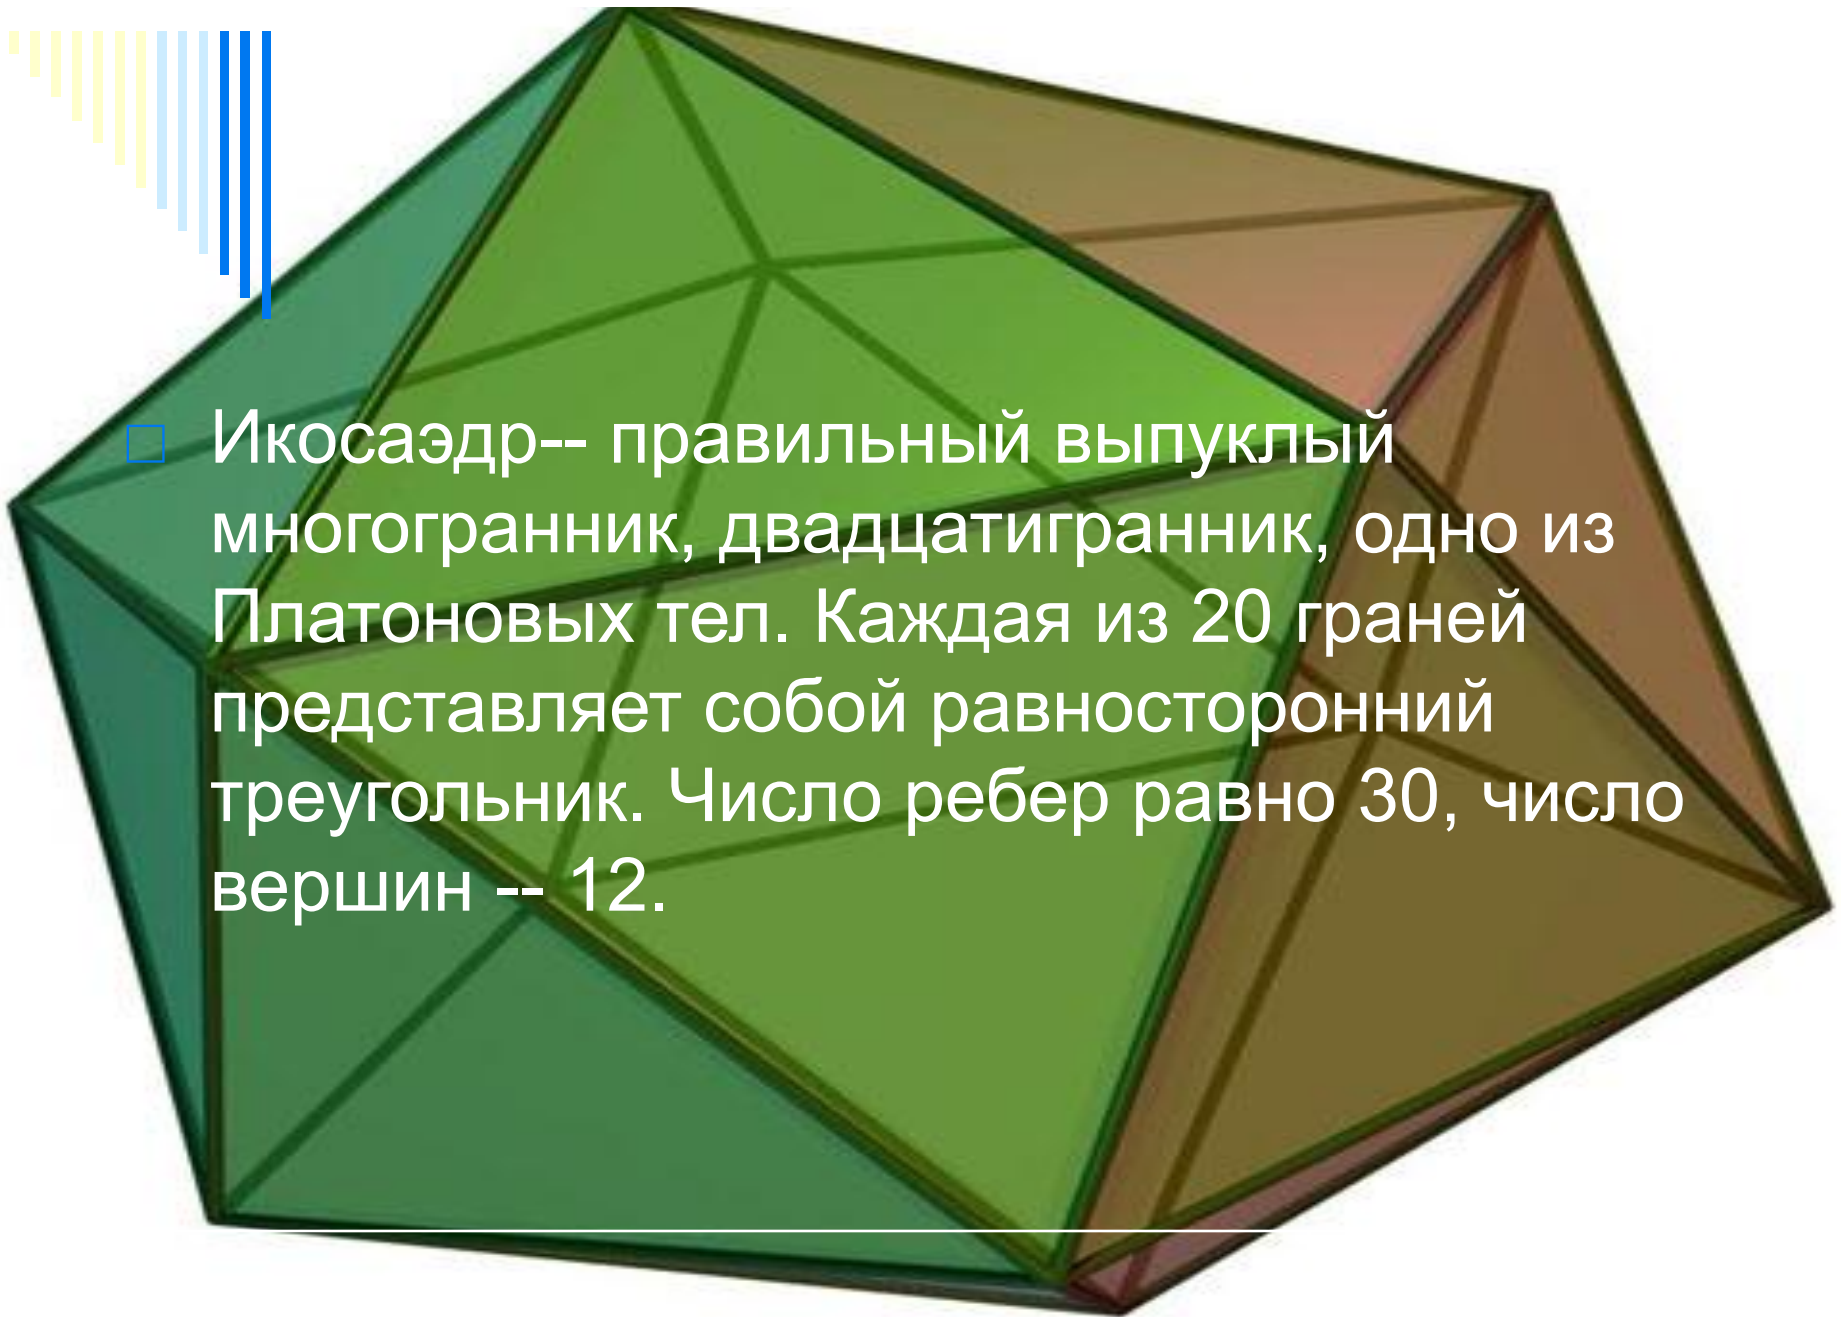 Икосаэдр-- правильный выпуклый
многогранник, двадцатигранник, одно из
Платоновых тел. Каждая из 20 граней
представляет собой равносторонний
треугольник. Число ребер равно 30, число
вершин -- 12.